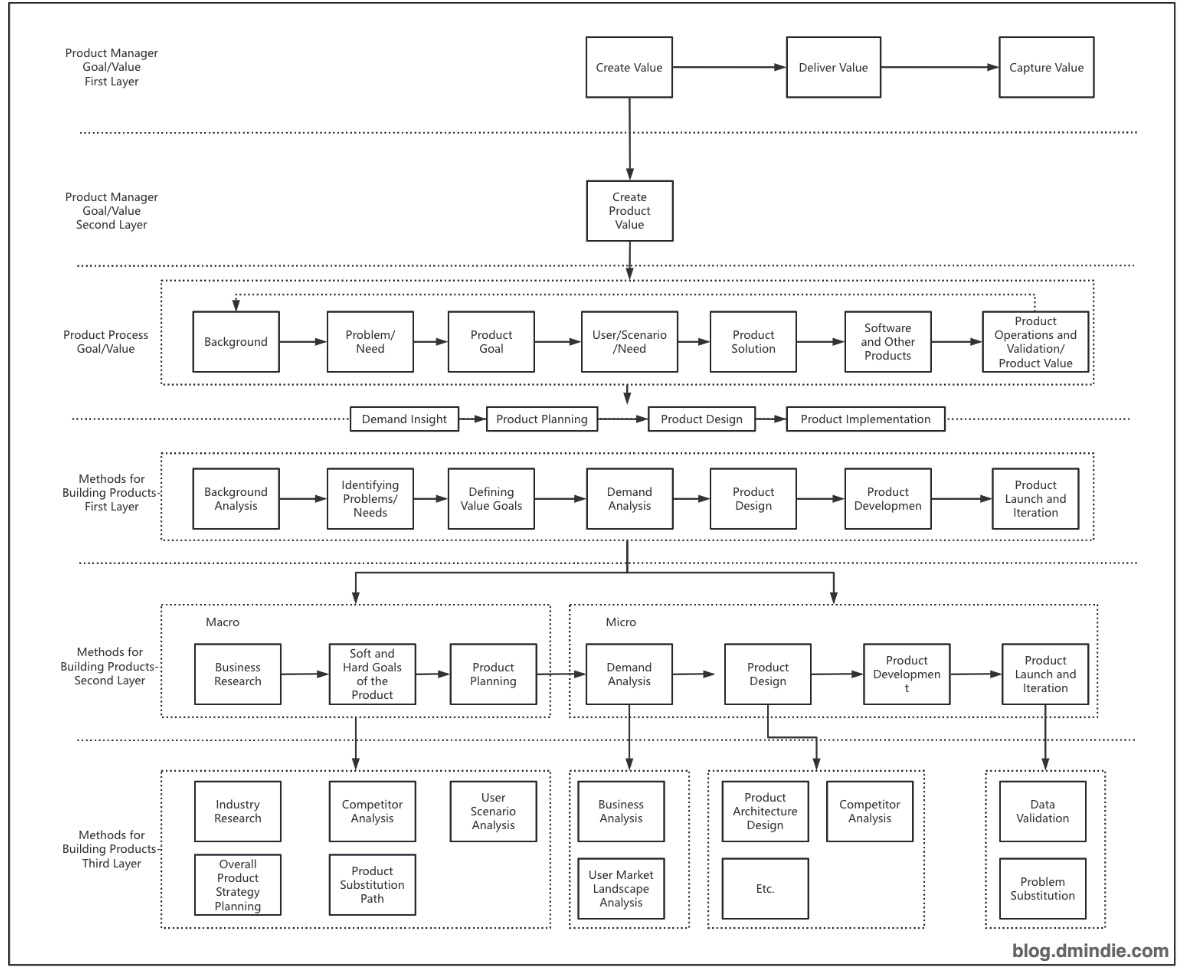 Product Manager
Goal/Value
First Layer
Create Value
Deliver Value
Capture Value
Product Manager
Goal/Value
Second Layer
Create
Product
Value
Product Process
Goal/Value
Background
Problem/
Need
Product
Goal
User/Scenario
/Need
Product
Solution
Software
and Other
Products
Product
Operations and
Validation/
Product Value
Demand Insight
Product Planning
Product Design
Product Implementation
Methods for
Building Products-
First Layer
Background
Analysis
Identifying
Problems/
Needs
Defining
Value Goals
Demand
Analysis
Product
Design
Product
Developmen
Product
Launch and
Iteration
Methods for
Building Products-
Second Layer
Macro
Business
Research
Soft and
Hard Goals
of the
Product
Product
Planning
Micro
Demand
Analysis
Product
Design
Product
Developmen
t
Product
Launch and
Iteration
Methods for
Building Products-
Third Layer
Industry
Research
Competitor
Analysis
User
Scenario
Analysis
Overall
Product
Strategy
Planning
Product
Substitution
Path
Business
Analysis
User Market
Landscape
Analysis
Product
Architecture
Design
Competitor
Analysis
Etc.
Data
Validation
Problem
Substitution
blog.dmindie.com